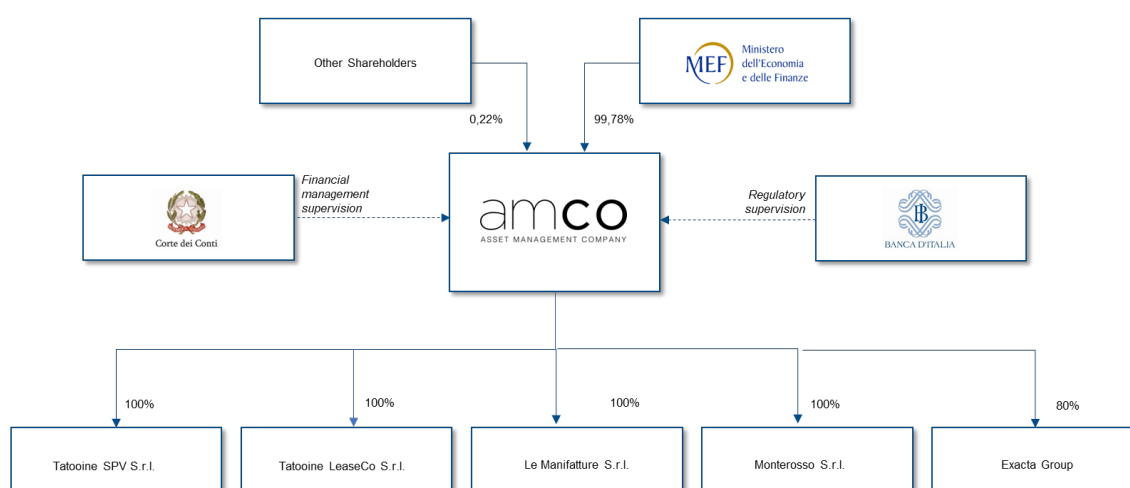 Other Shareholders
MEF
Ministero
dell'Economia
e delle Finanze
0,22%
99,78%
Financial
management
supervision
Corte dei Conti
amco
ASSET MANAGEMENT COMPANY
Regulatory
supervision
BI
BANCA D'ITALIA
100%
100%
100%
100%
80%
Tatooine SPV S.r.l.
Tatooine LeaseCo S.r.l.
Le Manifatture S.r.l.
Monterosso S.r.l.
Exacta Group